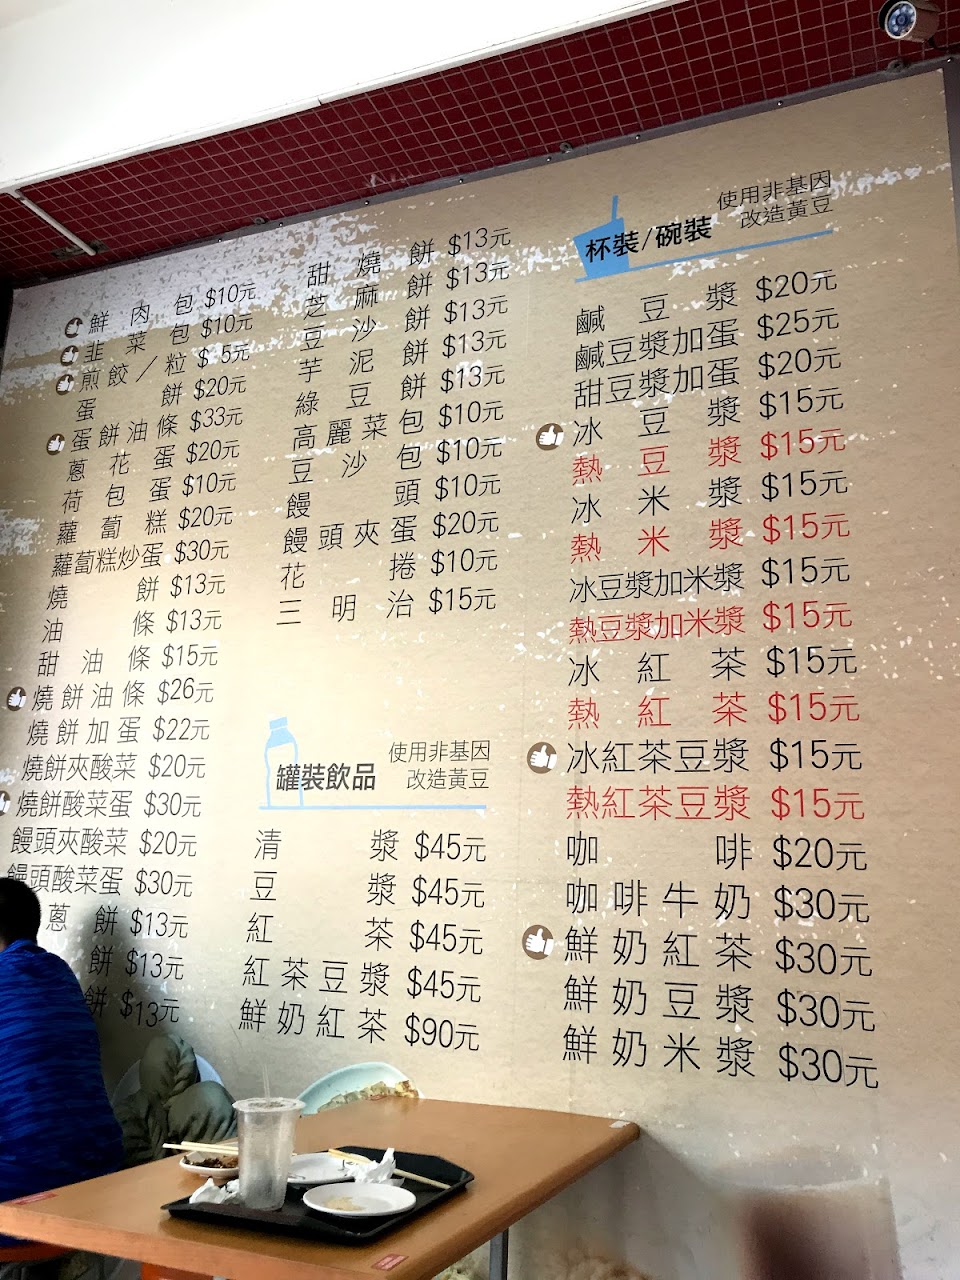 鮮肉包 $10元
韭菜包 $10元
煎餃/粒 $5元
蛋餅 $20元
蛋餅油條 $33元
蔥花蛋 $20元
荷包蛋 $10元
蘿蔔糕 $20元
蘿蔔糕炒蛋 $30元
燒餅 $13元
油條 $13元
甜油條 $15元
燒餅油條 $26元
燒餅加蛋 $22元
燒餅夾酸菜 $20元
燒餅酸菜蛋 $30元
饅頭夾酸菜 $20元
饅頭酸菜蛋 $30元
蔥餅 $13元
餅 $13元
餅 $13元
甜燒餅 $13元
芝麻餅 $13元
豆沙餅 $13元
芋泥餅 $13元
綠豆餅 $13元
高麗菜包 $10元
豆沙包 $10元
饅頭 $10元
饅頭夾蛋 $20元
花捲 $10元
三明治 $15元
罐裝飲品
使用非基因
改造黃豆
清漿 $45元
豆漿 $45元
紅茶 $45元
紅茶豆漿 $45元
鮮奶紅茶 $90元
杯裝/碗裝
使用非基因
改造黃豆
鹹豆漿 $20元
鹹豆漿加蛋 $25元
甜豆漿加蛋 $20元
冰豆漿 $15元
熱豆漿 $15元
冰米漿 $15元
熱米漿 $15元
冰豆漿加米漿 $15元
熱豆漿加米漿 $15元
冰紅茶 $15元
熱紅茶 $15元
冰紅茶豆漿 $15元
熱紅茶豆漿 $15元
咖啡 $20元
咖啡牛奶 $30元
鮮奶紅茶 $30元
鮮奶豆漿 $30元
鮮奶米漿 $30元